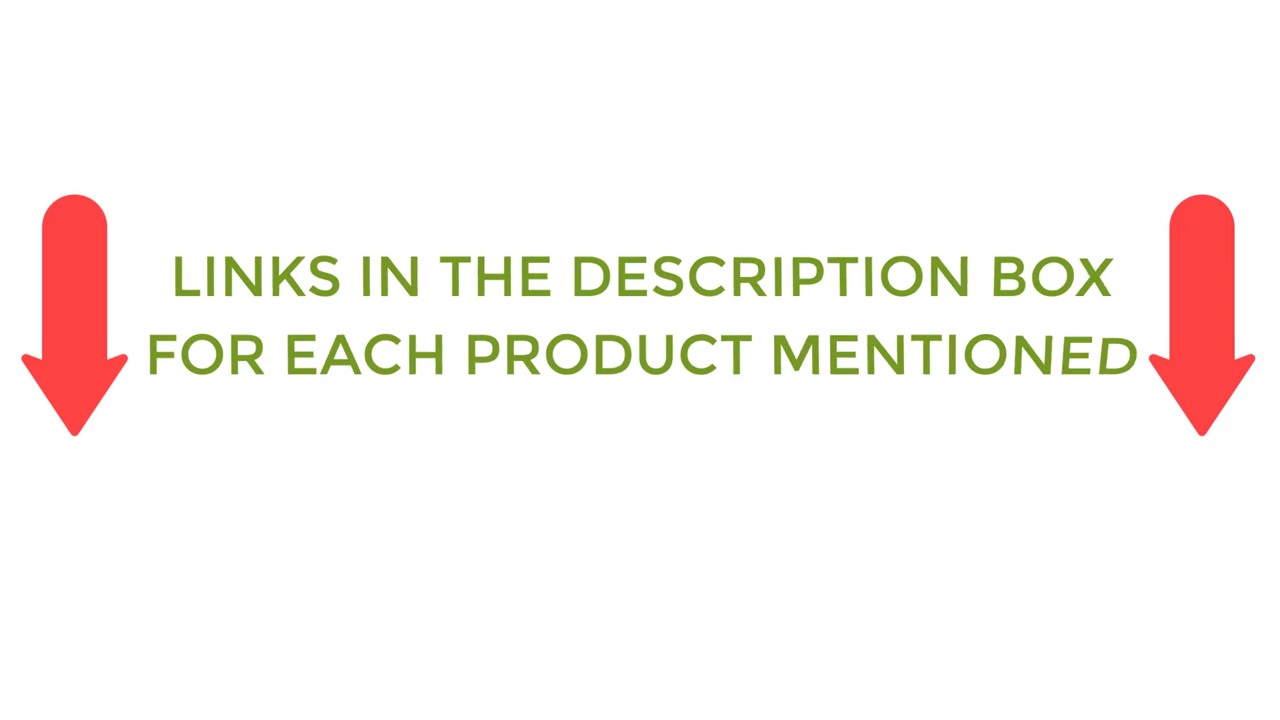 LINKS IN THE DESCRIPTION BOX
FOR EACH PRODUCT MENTIONED